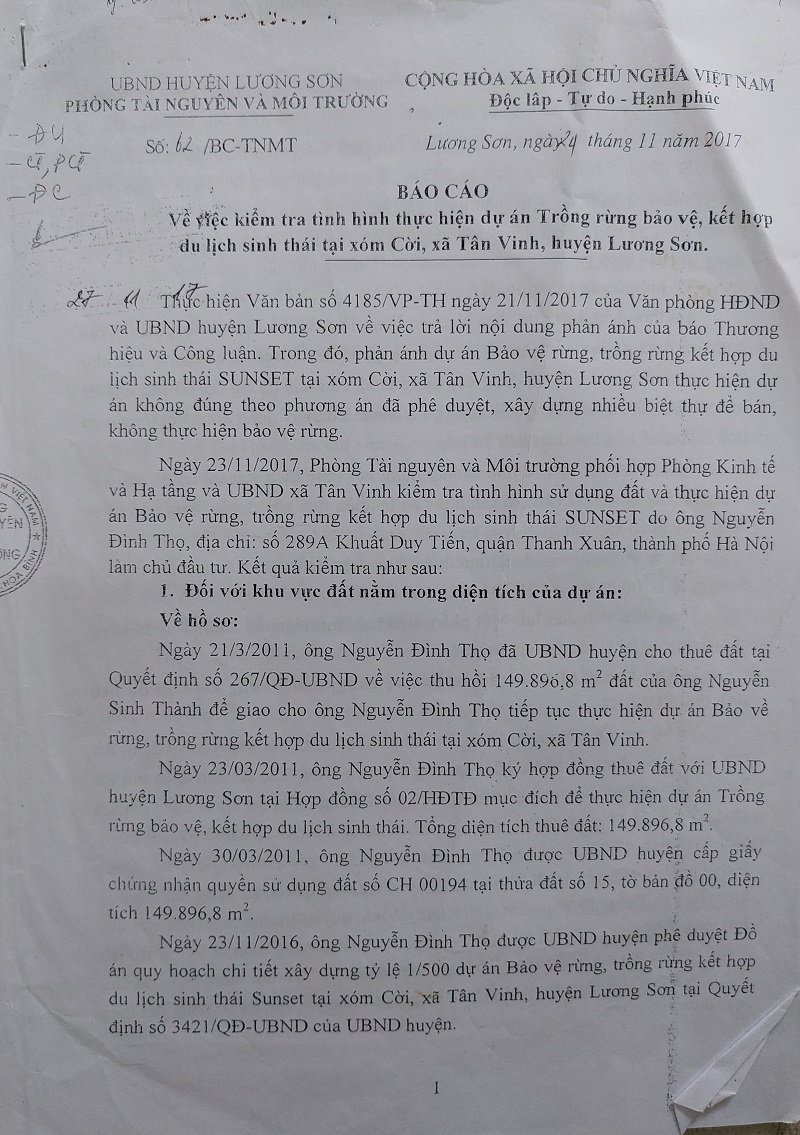 UBND HUYỆN LƯƠNG SƠN
PHÒNG TÀI NGUYÊN VÀ MÔI TRƯỜNG
CỘNG HÒA XÃ HỘI CHỦ NGHĨA VIỆT NAM
Độc lập - Tự do - Hạnh phúc
Số: 62 /BC-TNMT
Lương Sơn, ngày 24 tháng 11 năm 2017
BÁO CÁO
Về việc kiểm tra tình hình thực hiện dự án Trồng rừng bảo vệ, kết hợp
du lịch sinh thái tại xóm Cời, xã Tân Vinh, huyện Lương Sơn.
27 11 17
Thực hiện Văn bản số 4185/VP-TH ngày 21/11/2017 của Văn phòng HĐND
và UBND huyện Lương Sơn về việc trả lời nội dung phản ánh của báo Thương
hiệu và Công luận. Trong đó, phản ánh dự án Bảo vệ rừng, trồng rừng kết hợp du
lịch sinh thái SUNSET tại xóm Cời, xã Tân Vinh, huyện Lương Sơn thực hiện dự
án không đúng theo phương án đã phê duyệt, xây dựng nhiều biệt thự để bán,
không thực hiện bảo vệ rừng.
Ngày 23/11/2017, Phòng Tài nguyên và Môi trường phối hợp Phòng Kinh tế
và Hạ tầng và UBND xã Tân Vinh kiểm tra tình hình sử dụng đất và thực hiện dự
án Bảo vệ rừng, trồng rừng kết hợp du lịch sinh thái SUNSET do ông Nguyễn
Đình Thọ, địa chỉ: số 289A Khuất Duy Tiến, quận Thanh Xuân, thành phố Hà Nội
làm chủ đầu tư. Kết quả kiểm tra như sau:
1. Đối với khu vực đất nằm trong diện tích của dự án:
Về hồ sơ:
Ngày 21/3/2011, ông Nguyễn Đình Thọ đã UBND huyện cho thuê đất tại
Quyết định số 267/QĐ-UBND về việc thu hồi 149.896,8 m² đất của ông Nguyễn
Sinh Thành để giao cho ông Nguyễn Đình Thọ tiếp tục thực hiện dự án Bảo vê
rừng, trồng rừng kết hợp du lịch sinh thái tại xóm Cời, xã Tân Vinh.
Ngày 23/03/2011, ông Nguyễn Đình Thọ ký hợp đồng thuê đất với UBND
huyện Lương Sơn tại Hợp đồng số 02/HĐTĐ mục đích để thực hiện dự án Trồng
rừng bảo vệ, kết hợp du lịch sinh thái. Tổng diện tích thuê đất: 149.896,8 m².
Ngày 30/03/2011, ông Nguyễn Đình Thọ được UBND huyện cấp giấy
chứng nhận quyền sử dụng đất số CH 00194 tại thửa đất số 15, tờ bản đồ 00, diện
tích 149.896,8 m².
Ngày 23/11/2016, ông Nguyễn Đình Thọ được UBND huyện phê duyệt Đồ
án quy hoạch chi tiết xây dựng tỷ lệ 1/500 dự án Bảo vệ rừng, trồng rừng kết hợp
du lịch sinh thái Sunset tại xóm Cời, xã Tân Vinh, huyện Lương Sơn tại Quyết
định số 3421/QĐ-UBND của UBND huyện.
1